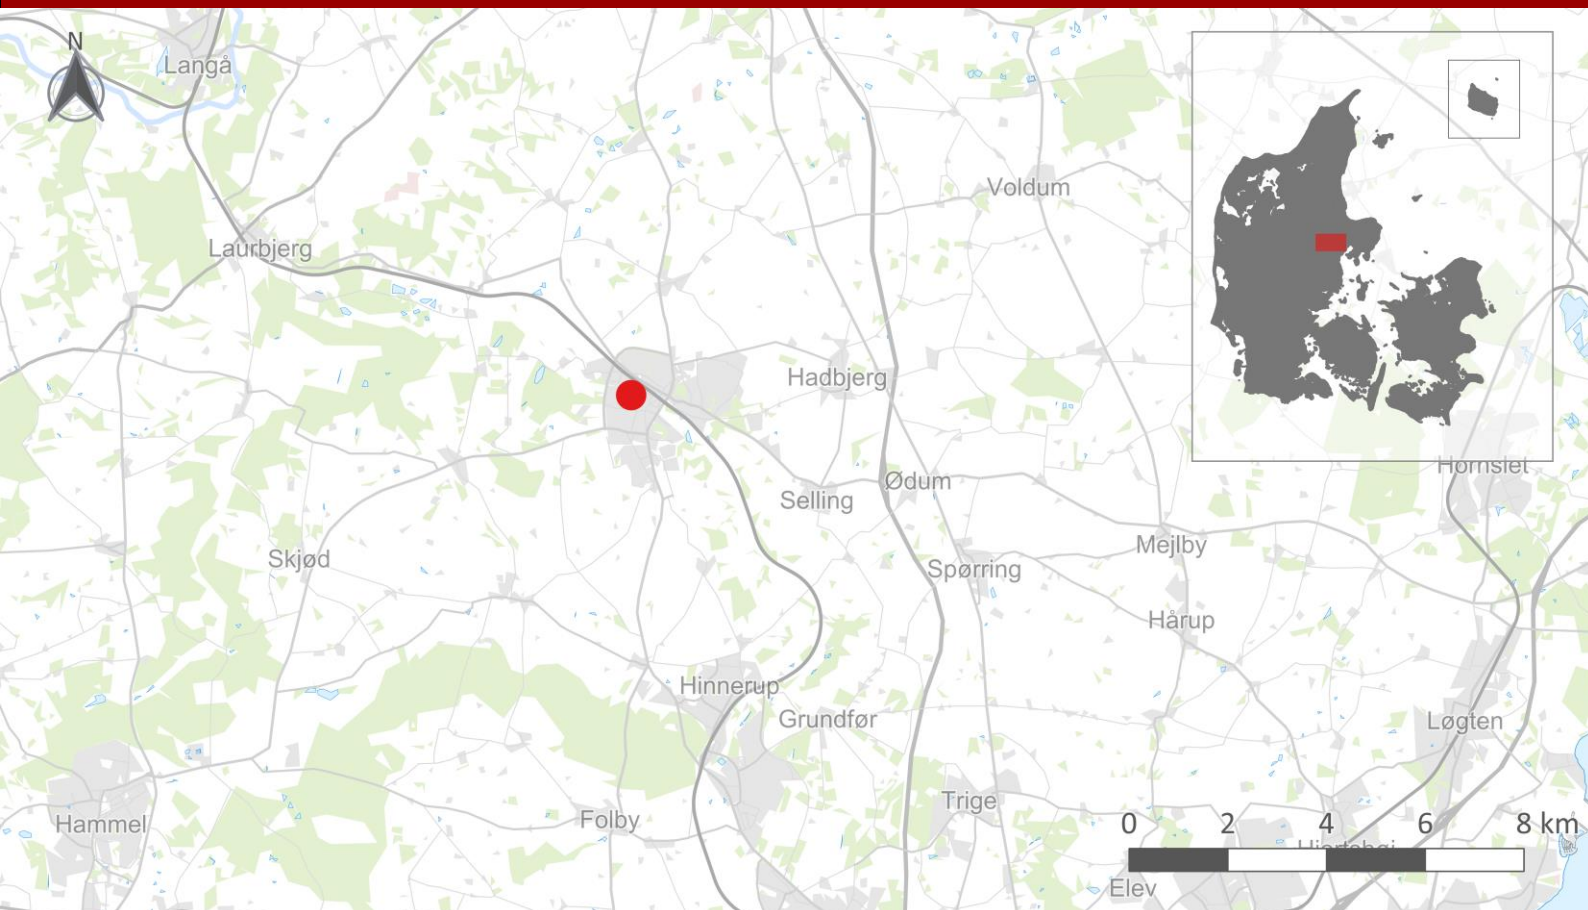 N
Langå
Voldum
Laurbjerg
Hadbjerg
Hornslet
Ødum
Selling
Mejlby
Skjød
Spørring
Hårup
Hinnerup
Grundfør
Løgten
Trige
Folby
Hammel
0 2 4 6 8 km
Hjortshøj
Elev